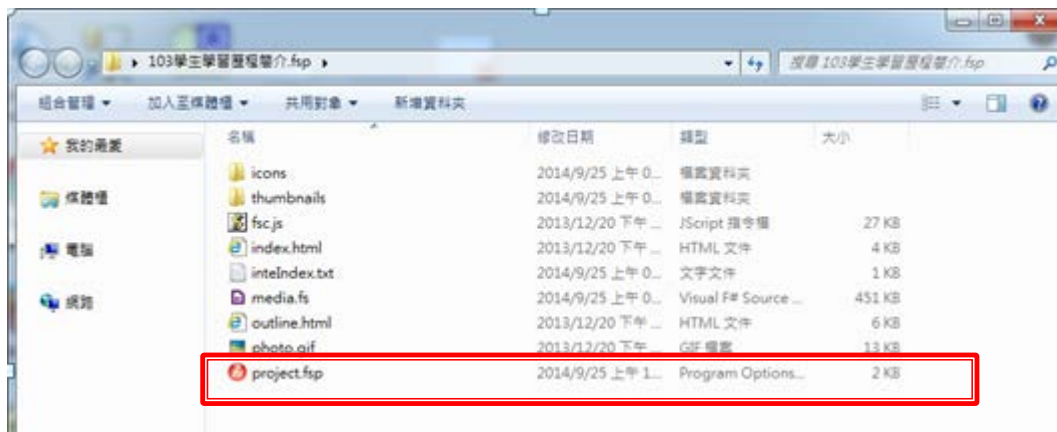 103學生學習歷程簡介.fsp
搜尋 103學生學習歷程簡介.fsp
組合管理 加入至媒體櫃 共用對象 新增資料夾
我的最愛
媒體櫃
電腦
網路
名稱 修改日期 類型 大小
icons 2014/9/25 上午 0... 檔案資料夾
thumbnails 2014/9/25 上午 0... 檔案資料夾
fsc.js 2013/12/20 下午 ... JScript 指令檔 27 KB
index.html 2013/12/20 下午 ... HTML 文件 4 KB
inteIndex.txt 2014/9/25 上午 0... 文字文件 1 KB
media.fs 2014/9/25 上午 0... Visual F# Source ... 451 KB
outline.html 2013/12/20 下午 ... HTML 文件 6 KB
photo.gif 2013/12/20 下午 ... GIF 檔案 13 KB
project.fsp 2014/9/25 上午 1... Program Options... 2 KB